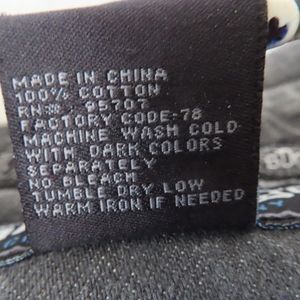 MADE IN CHINA
100% COTTON
RN#: 95707
FACTORY CODE:78
MACHINE WASH COLD
WITH DARK COLORS
SEPARATELY
NO BLEACH
TUMBLE DRY LOW
WARM IRON IF NEEDED